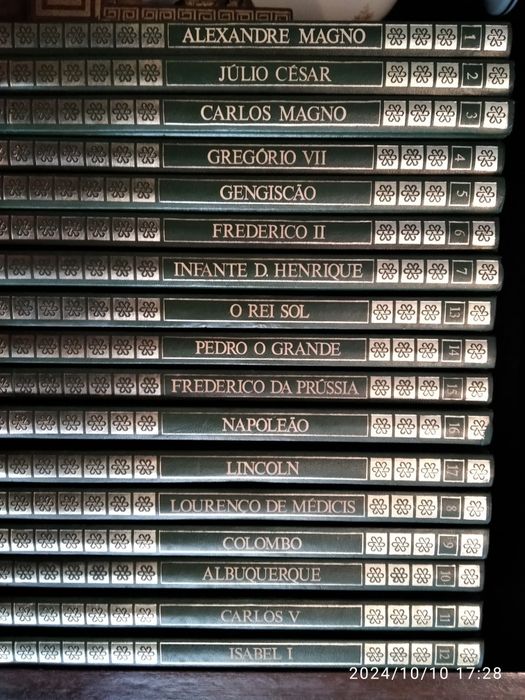 ALEXANDRE MAGNO 1
JÚLIO CÉSAR 2
CARLOS MAGNO 3
GREGÓRIO VII 4
GENGISCÃO 5
FREDERICO II 6
INFANTE D. HENRIQUE 7
O REI SOL 13
PEDRO O GRANDE 14
FREDERICO DA PRÚSSIA 15
NAPOLEÃO 16
LINCOLN 17
LOURENÇO DE MÉDICIS 8
COLOMBO 9
ALBUQUERQUE 10
CARLOS V 11
ISABEL I 12
2024/10/10 17:28